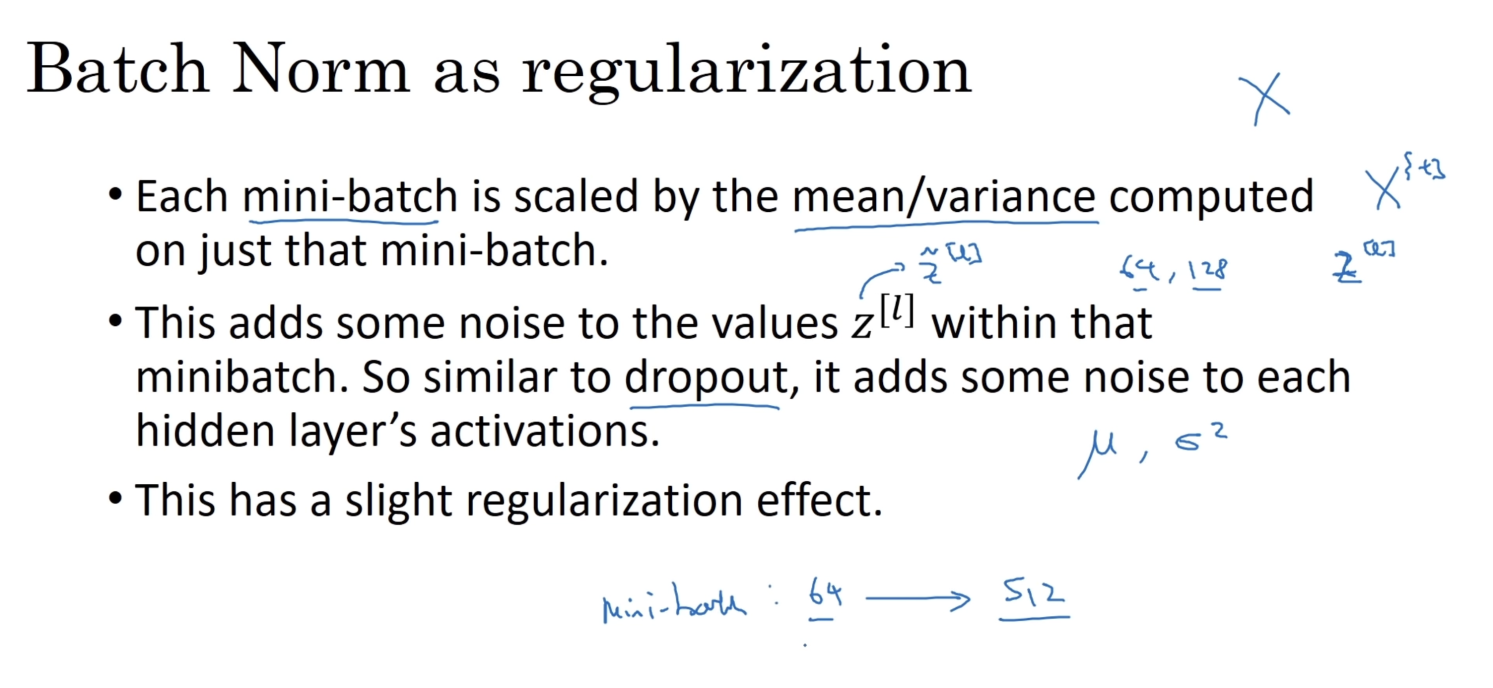 Batch Norm as regularization
X
• Each mini-batch is scaled by the mean/variance computed
X^{t}
on just that mini-batch.
z̃^[l]
64, 128
z^[l]
• This adds some noise to the values z^[l] within that
minibatch. So similar to dropout, it adds some noise to each
hidden layer's activations.
μ, σ²
• This has a slight regularization effect.
mini-batch : 64 → 512